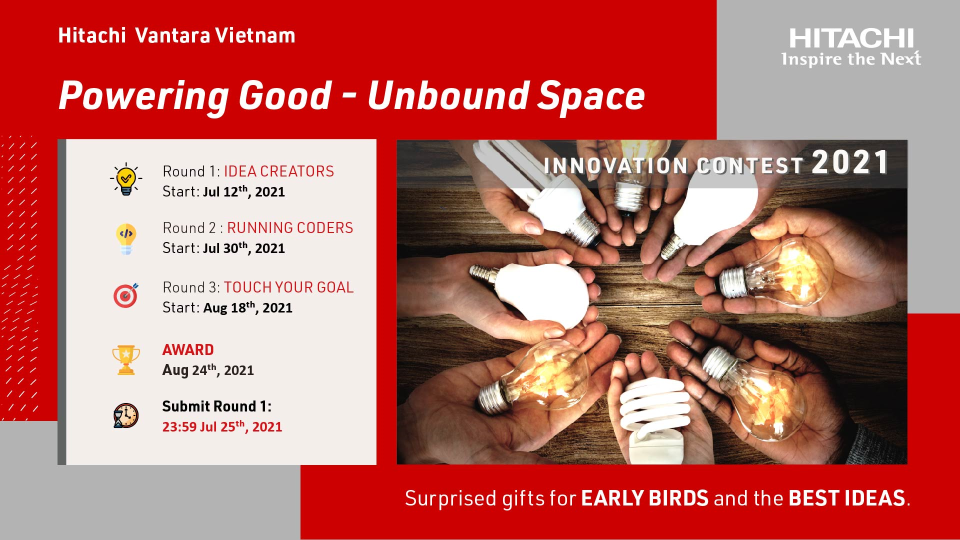 Hitachi Vantara Vietnam
HITACHI
Inspire the Next
Powering Good - Unbound Space
Round 1: IDEA CREATORS
Start: Jul 12th, 2021
Round 2 : RUNNING CODERS
Start: Jul 30th, 2021
Round 3: TOUCH YOUR GOAL
Start: Aug 18th, 2021
AWARD
Aug 24th, 2021
Submit Round 1:
23:59 Jul 25th, 2021
INNOVATION CONTEST 2021
Surprised gifts for EARLY BIRDS and the BEST IDEAS.